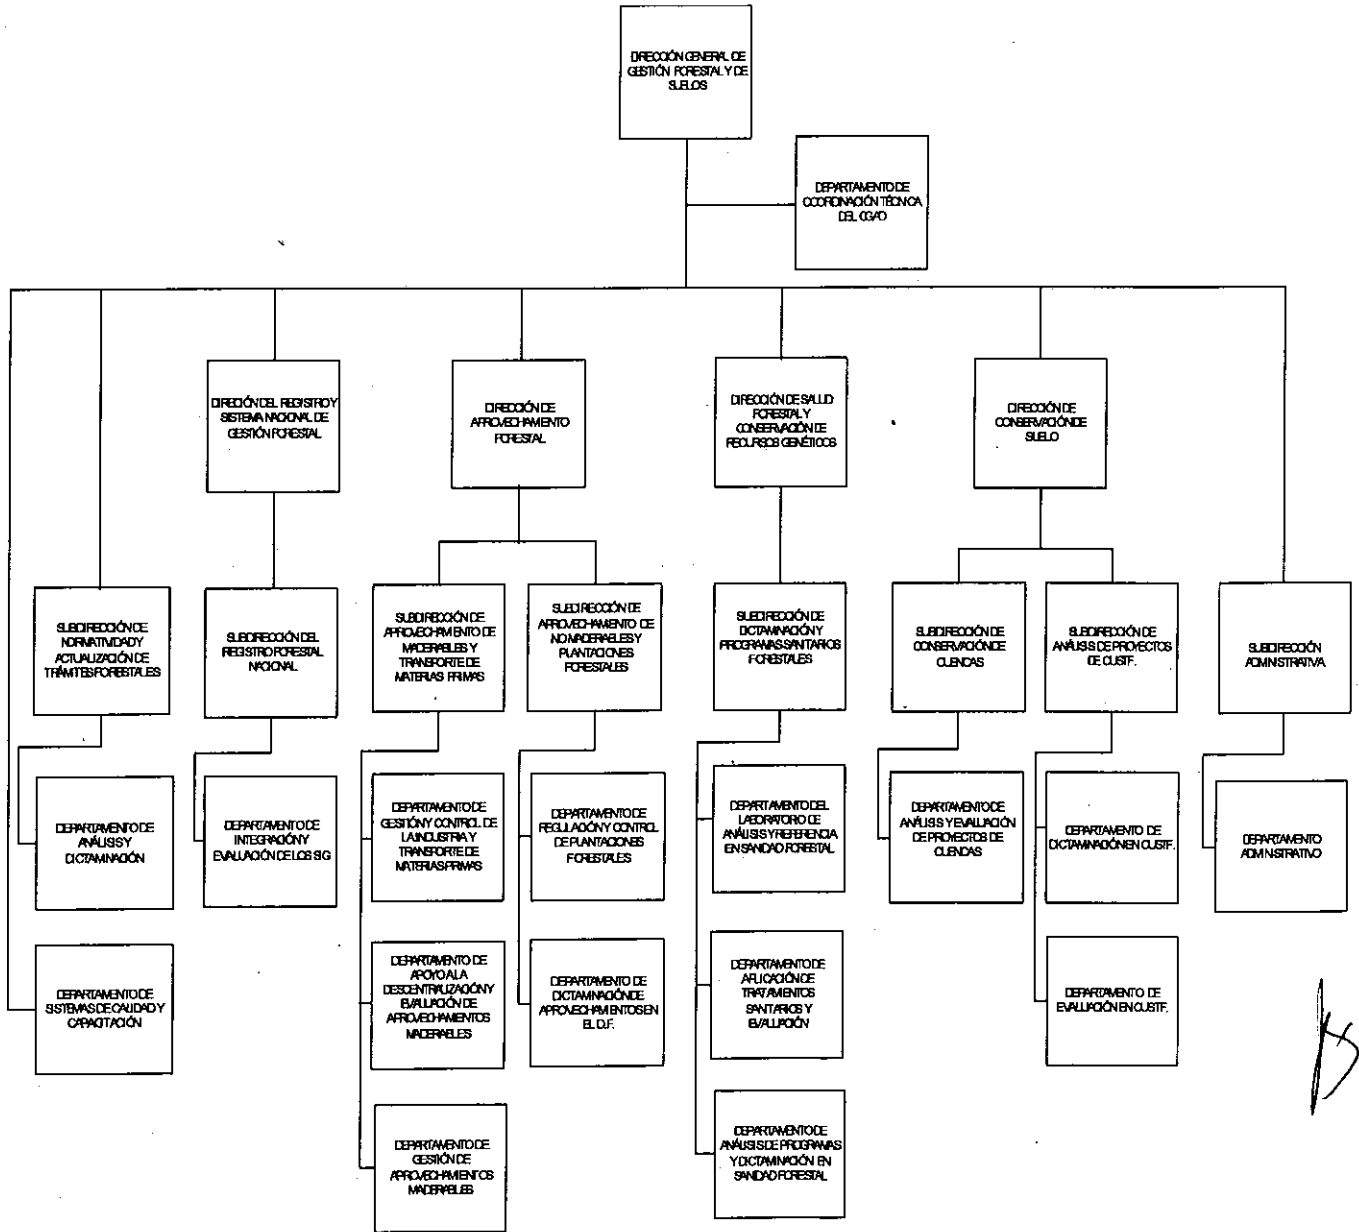 DIRECCIÓN GENERAL DE
GESTIÓN FORESTAL Y DE
SUELOS
DEPARTAMENTO DE
COORDINACIÓN TÉCNICA
DEL
DIRECIÓN DEL REGISTRO Y
SISTEMA NACIONAL DE
GESTIÓN FORESTAL
DIRECCIÓN DE
APROVECHAMIENTO
FORESTAL
DIRECCIÓN DE SALUD
FORESTAL Y
CONSERVACIÓN DE
RECURSOS GENÉTICOS
DIRECCIÓN DE
CONSERVACIÓN DE
SUELO
SUBDIRECCIÓN DE
NORMATIVIDAD Y
ACTUALIZACIÓN DE
TRÁMITES FORESTALES
SUBDIRECCIÓN DEL
REGISTRO FORESTAL
NACIONAL
SUBDIRECCIÓN DE
APROVECHAMIENTO DE
MADERABLES Y
TRANSPORTE DE
MATERIAS PRIMAS
SUBDIRECCIÓN DE
APROVECHAMIENTO DE
NO MADERABLES Y
PLANTACIONES
FORESTALES
SUBDIRECCIÓN DE
DICTAMINACIÓN Y
PROGRAMAS SANITARIOS
FORESTALES
SUBDIRECCIÓN DE
CONSERVACIÓN DE
CUENCAS
SUBDIRECCIÓN DE
ANÁLISIS DE PROYECTOS
DE CUSTF.
SUBDIRECCIÓN
ADMINISTRATIVA
DEPARTAMENTO DE
ANÁLISIS Y
DICTAMINACIÓN
DEPARTAMENTO DE
INTEGRACIÓN Y
EVALUACIÓN DE LOS SIG
DEPARTAMENTO DE
GESTIÓN Y CONTROL DE
LA INDUSTRIA Y
TRANSPORTE DE
MATERIAS PRIMAS
DEPARTAMENTO DE
REGULACIÓN Y CONTROL
DE PLANTACIONES
FORESTALES
DEPARTAMENTO DEL
LABORATORIO DE
ANÁLISIS Y REFERENCIA
EN SANIDAD FORESTAL
DEPARTAMENTO DE
ANÁLISIS Y EVALUACIÓN
DE PROYECTOS DE
CUENCAS
DEPARTAMENTO DE
DICTAMINACIÓN EN CUSTF.
DEPARTAMENTO
ADMINISTRATIVO
DEPARTAMENTO DE
SISTEMAS DE CALIDAD Y
CAPACITACIÓN
DEPARTAMENTO DE
APOYO A LA
DESCENTRALIZACIÓN Y
EVALUACIÓN DE
APROVECHAMIENTOS
MADERABLES
DEPARTAMENTO DE
DICTAMINACIÓN DE
APROVECHAMIENTOS EN
EL D.F.
DEPARTAMENTO DE
APLICACIÓN DE
TRATAMIENTOS
SANITARIOS Y
EVALUACIÓN
DEPARTAMENTO DE
EVALUACIÓN EN CUSTF.
DEPARTAMENTO DE
GESTIÓN DE
APROVECHAMIENTOS
MADERABLES
DEPARTAMENTO DE
ANÁLISIS DE PROGRAMAS
Y DICTAMINACIÓN EN
SANIDAD FORESTAL